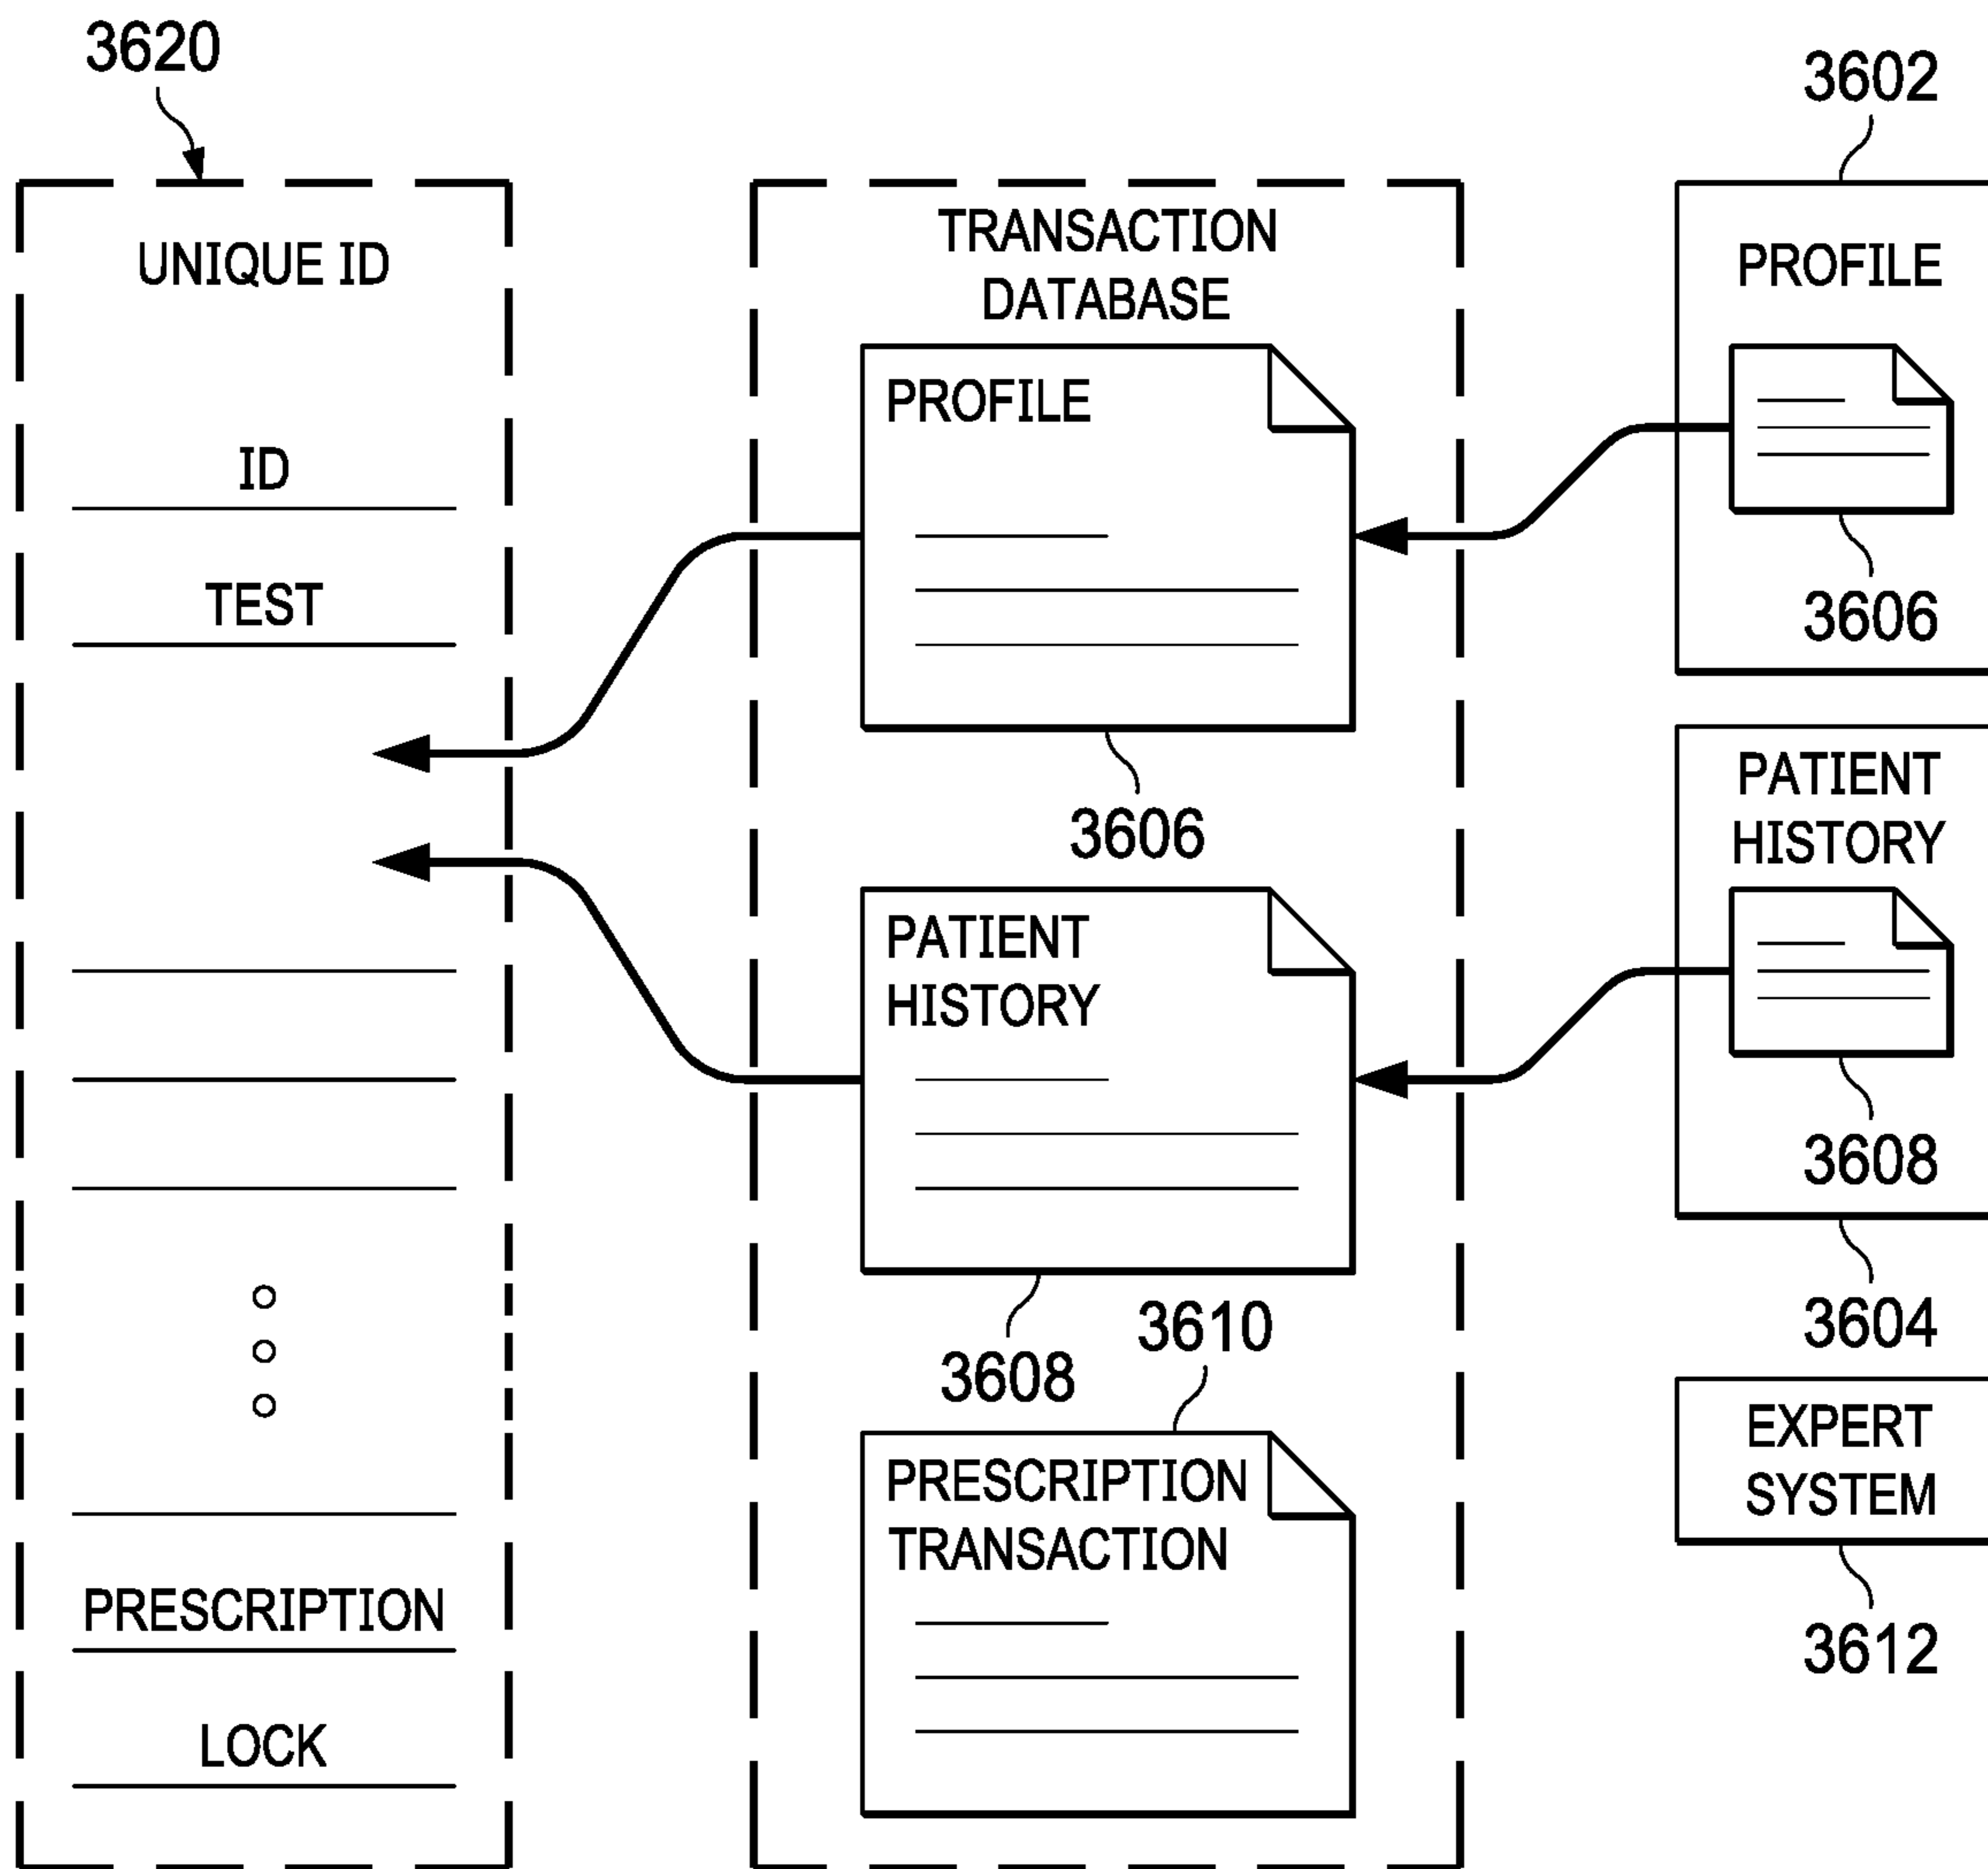 3620
UNIQUE ID
ID
TEST
PRESCRIPTION
LOCK
TRANSACTION
DATABASE
PROFILE
3606
PATIENT
HISTORY
3608
3610
PRESCRIPTION
TRANSACTION
3602
PROFILE
3606
PATIENT
HISTORY
3608
3604
EXPERT
SYSTEM
3612